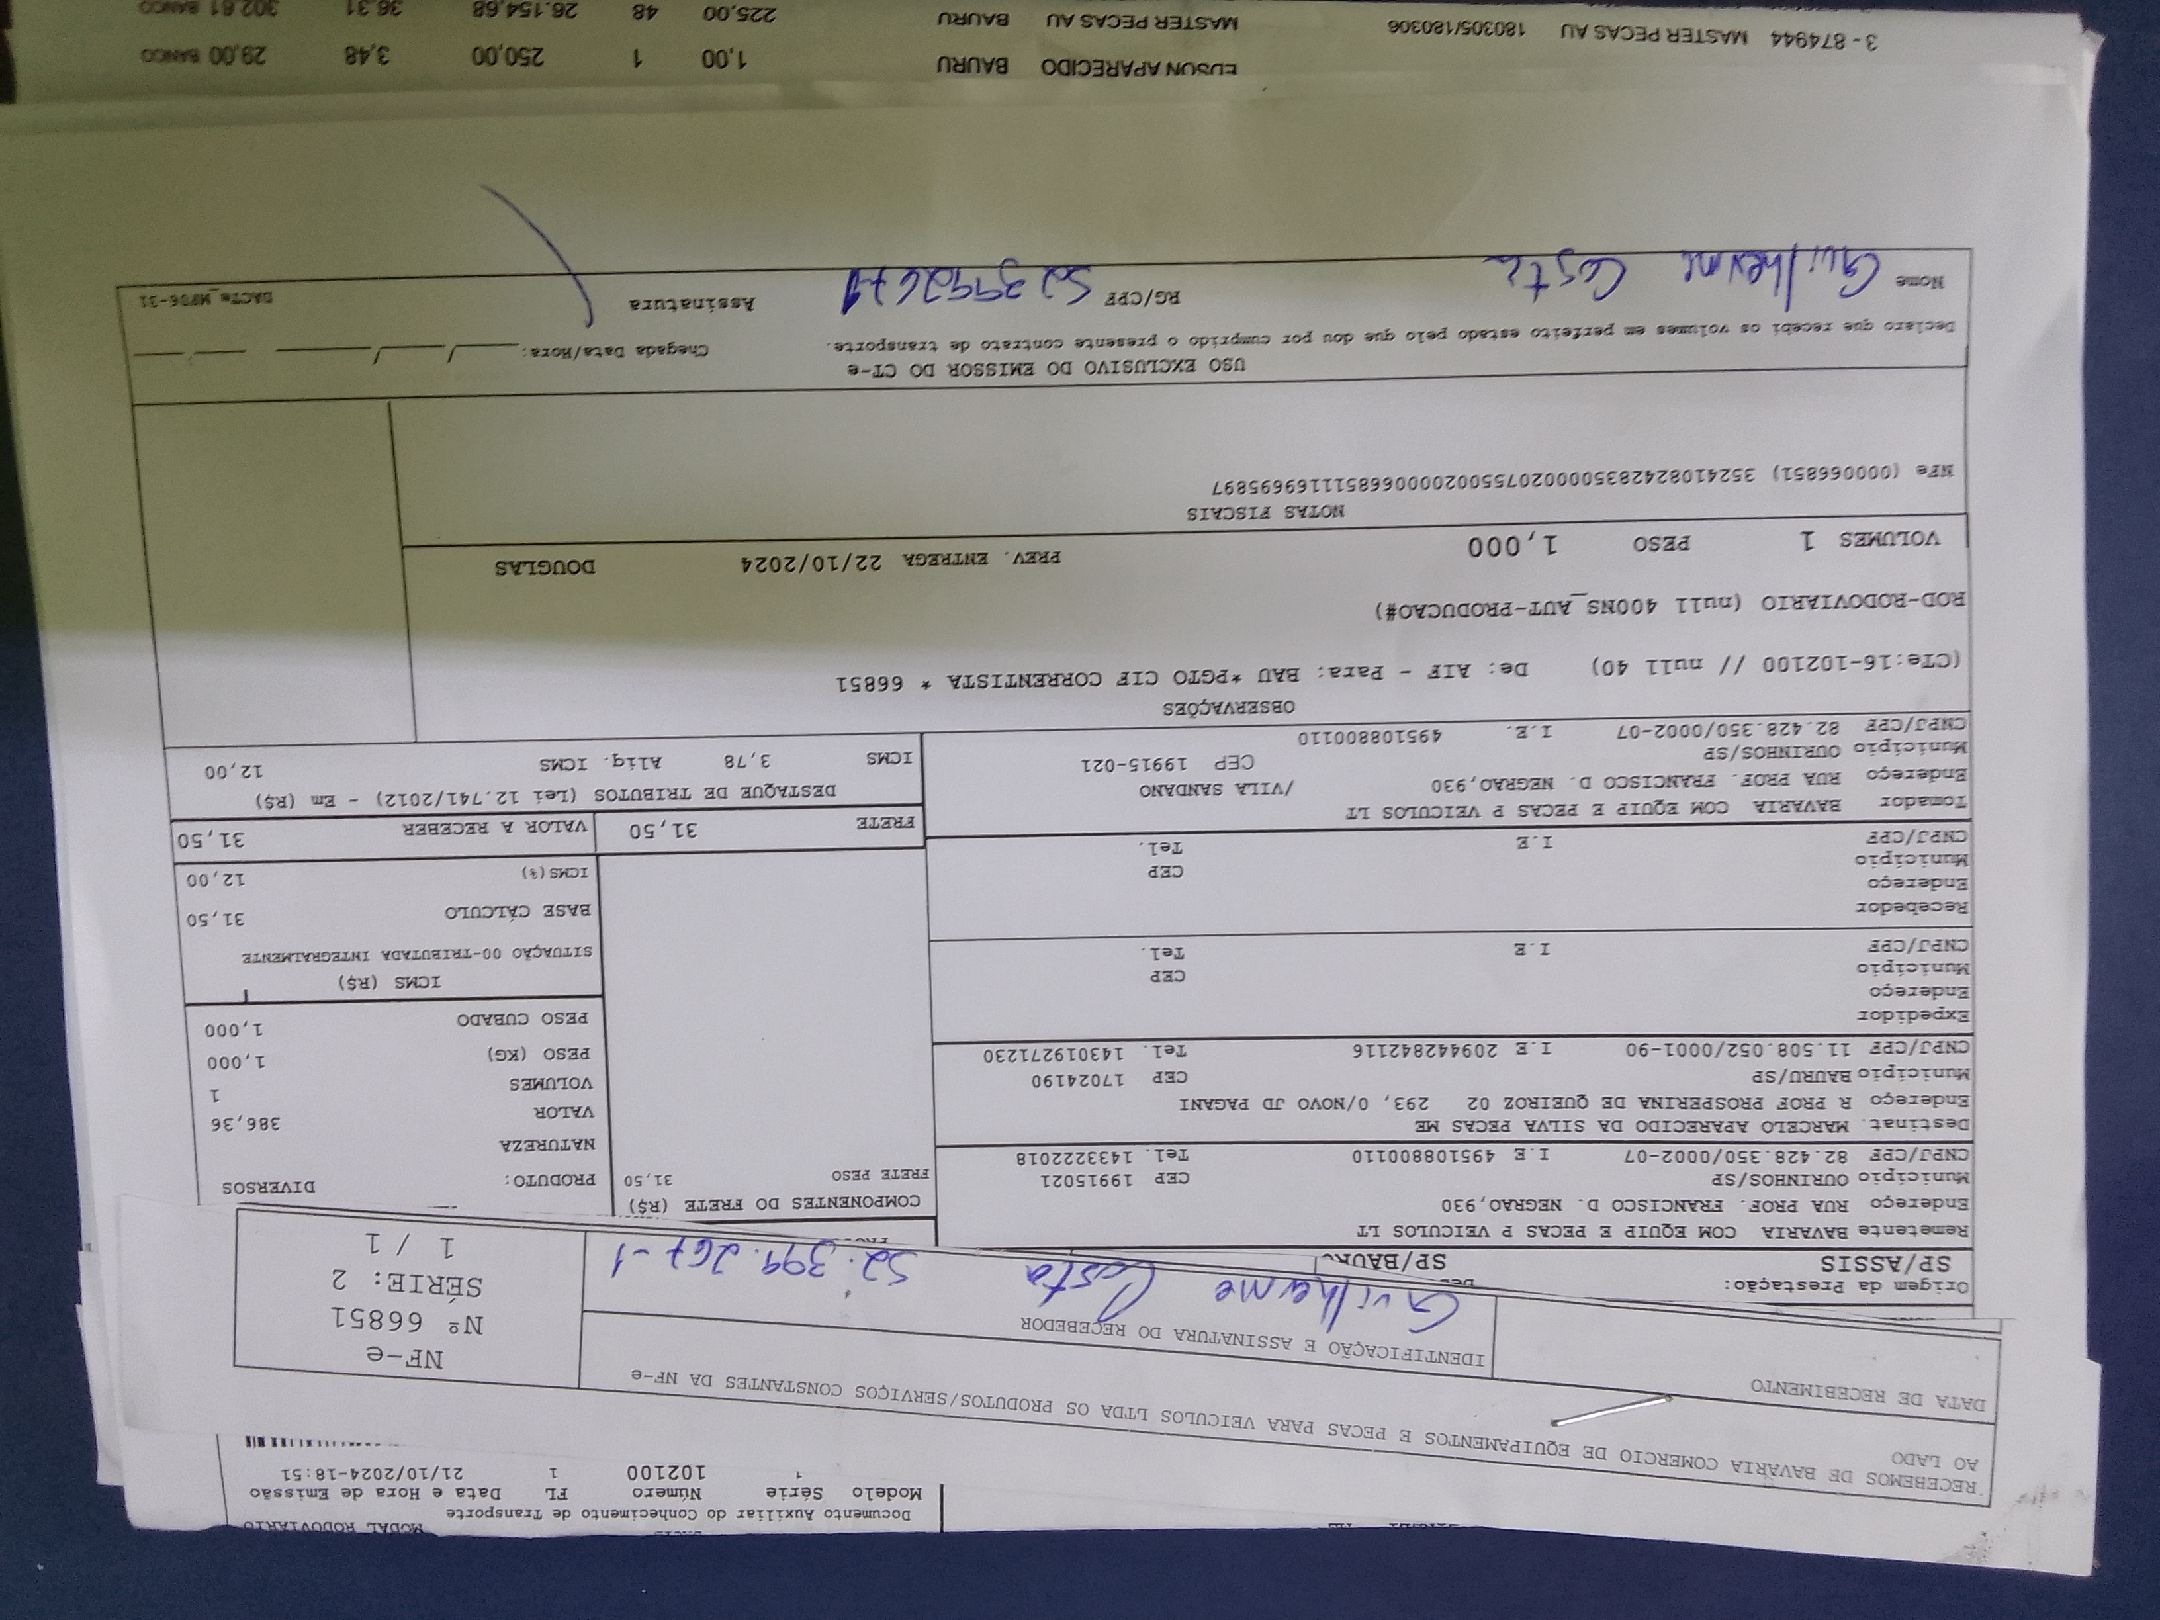 MODAL RODOVIÁRIO
Documento Auxiliar do Conhecimento de Transporte
Modelo Série Número FL Data e Hora de Emissão
1 102100 1 21/10/2024-18:51
RECEBEMOS DE BAVARIA COMERCIO DE EQUIPAMENTOS E PECAS PARA VEICULOS LTDA OS PRODUTOS/SERVIÇOS CONSTANTES DA NF-e
AO LADO
DATA DE RECEBIMENTO
IDENTIFICAÇÃO E ASSINATURA DO RECEBEDOR
Guilherme Costa 52.399.267-1
NF-e
Nº 66851
SÉRIE: 2
1 / 1
Origem da Prestação:
SP/ASSIS SP/BAURU
Remetente BAVARIA COM EQUIP E PECAS P VEICULOS LT
Endereço RUA PROF. FRANCISCO D. NEGRAO,930
Município OURINHOS/SP CEP 19915021
CNPJ/CPF 82.428.350/0002-07 I.E 495108800110 Tel. 1433222018
Destinat. MARCELO APARECIDO DA SILVA PECAS ME
Endereço R PROF PROSPERINA DE QUEIROZ 02 293, 0/NOVO JD PAGANI
Município BAURU/SP CEP 17024190
CNPJ/CPF 11.508.052/0001-90 I.E 209442842116 Tel. 143019271230
Expedidor
Endereço
Município CEP
CNPJ/CPF I.E Tel.
Recebedor
Endereço
Município CEP
CNPJ/CPF I.E Tel.
Tomador BAVARIA COM EQUIP E PECAS P VEICULOS LT
Endereço RUA PROF. FRANCISCO D. NEGRAO,930 /VILA SANDANO
Município OURINHOS/SP CEP 19915-021
CNPJ/CPF 82.428.350/0002-07 I.E. 495108800110
COMPONENTES DO FRETE (R$)
FRETE PESO 31,50
PRODUTO: DIVERSOS
NATUREZA
VALOR 386,36
VOLUMES 1
PESO (KG) 1,000
PESO CUBADO 1,000
ICMS (R$)
SITUAÇÃO 00-TRIBUTADA INTEGRALMENTE
BASE CÁLCULO 31,50
ICMS(%) 12,00
FRETE 31,50 VALOR A RECEBER 31,50
DESTAQUE DE TRIBUTOS (Lei 12.741/2012) - Em (R$)
ICMS 3,78 Aliq. ICMS 12,00
OBSERVAÇÕES
(CTe:16-102100 // null 40) De: AIF - Para: BAU *PGTO CIF CORRENTISTA * 66851
ROD-RODOVIARIO (null 400NS_AUT-PRODUCAO#)
VOLUMES 1 PESO 1,000 PREV. ENTREGA 22/10/2024 DOUGLAS
NOTAS FISCAIS
NFe (000066851) 35241082428350000207550020000668511116969589​7
USO EXCLUSIVO DO EMISSOR DO CT-e
Declaro que recebi os volumes em perfeito estado pelo que dou por cumprido o presente contrato de transporte. Chegada Data/Hora: ____/____/____ ___:___
Nome Guilherme Costa RG/CPF 523992671 Assinatura
DACTe_MP06-31
EDSON APARECIDO BAURU 1,00 1 250,00 3,48 29,00 BANCO
3 - 874944 MASTER PECAS AU 180305/180306 MASTER PECAS AU BAURU 225,00 48 26.154,68 36,31 302,61 BANCO